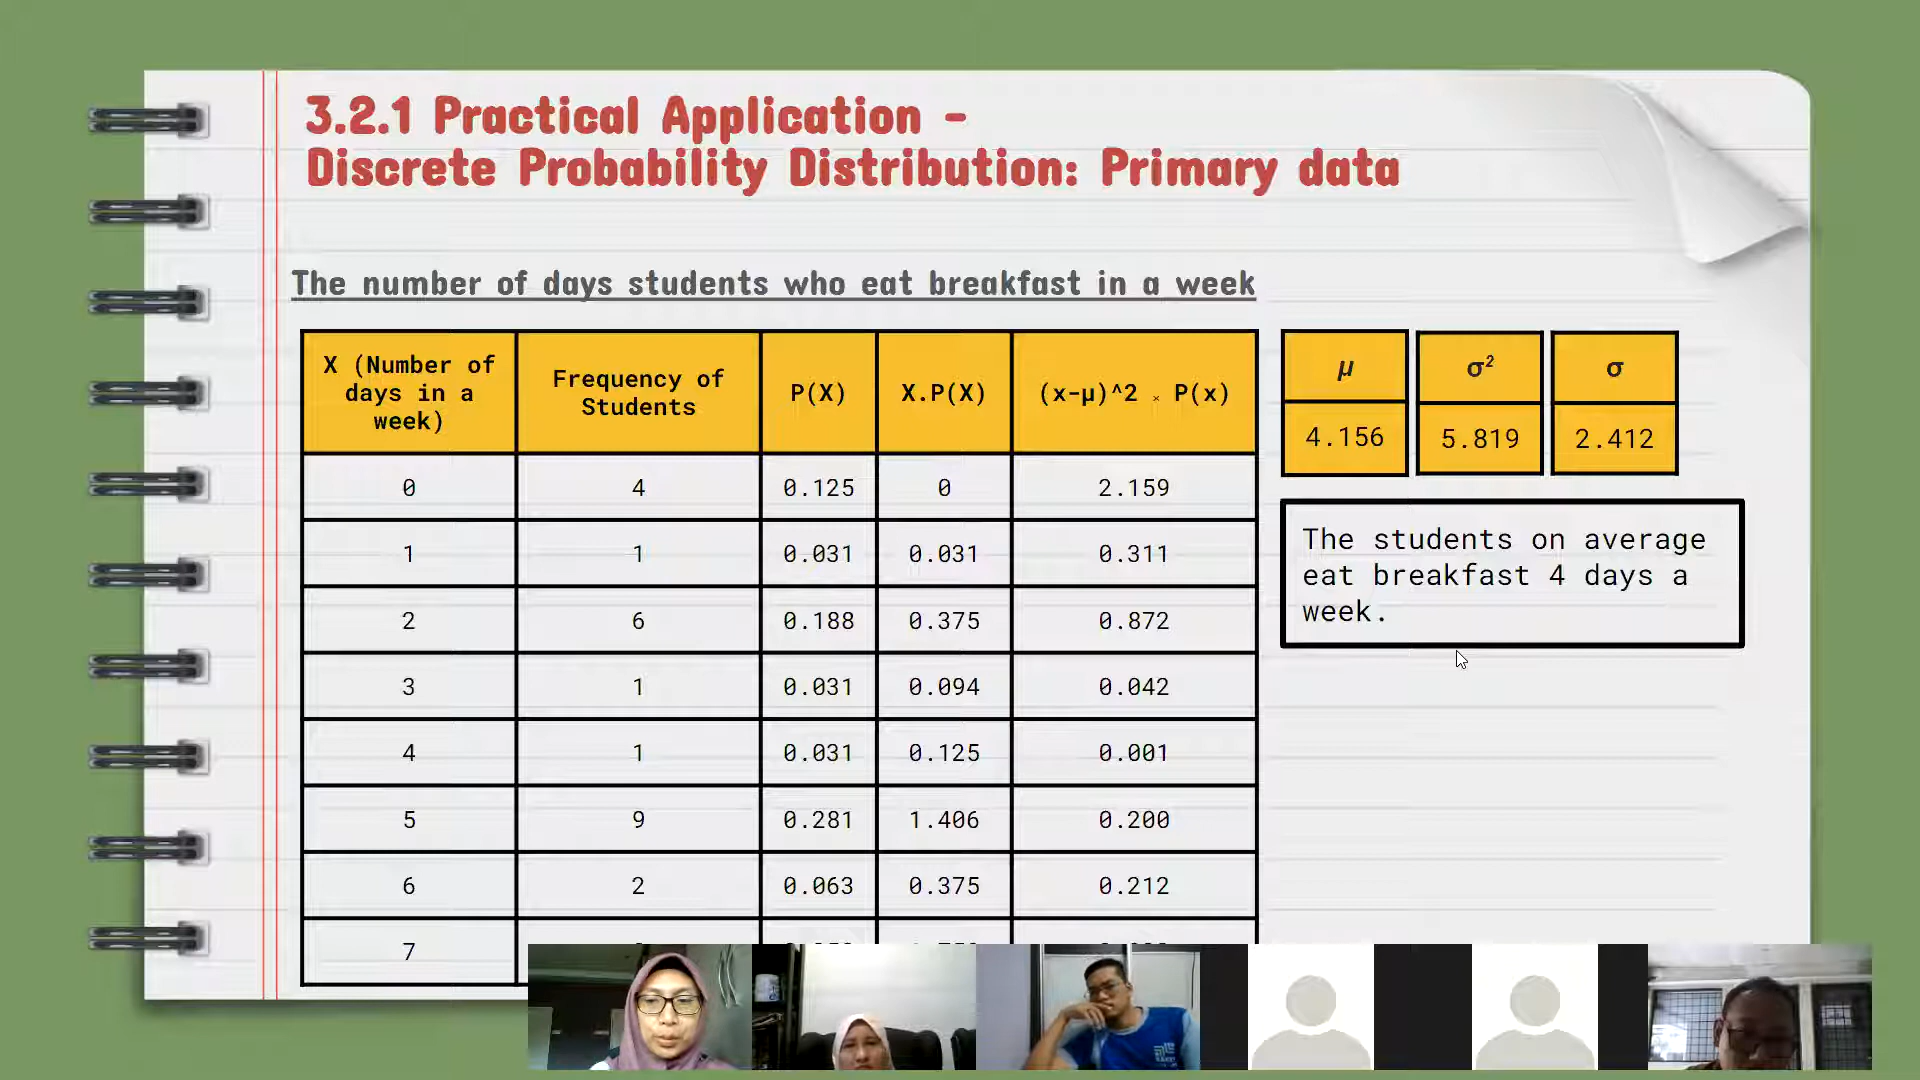 3.2.1 Practical Application –
Discrete Probability Distribution: Primary data
The number of days students who eat breakfast in a week
X (Number of
days in a
week)
Frequency of
Students
P(X)
X.P(X)
(x-μ)^2 × P(x)
0 4 0.125 0 2.159
1 1 0.031 0.031 0.311
2 6 0.188 0.375 0.872
3 1 0.031 0.094 0.042
4 1 0.031 0.125 0.001
5 9 0.281 1.406 0.200
6 2 0.063 0.375 0.212
7
μ σ² σ
4.156 5.819 2.412
The students on average
eat breakfast 4 days a
week.